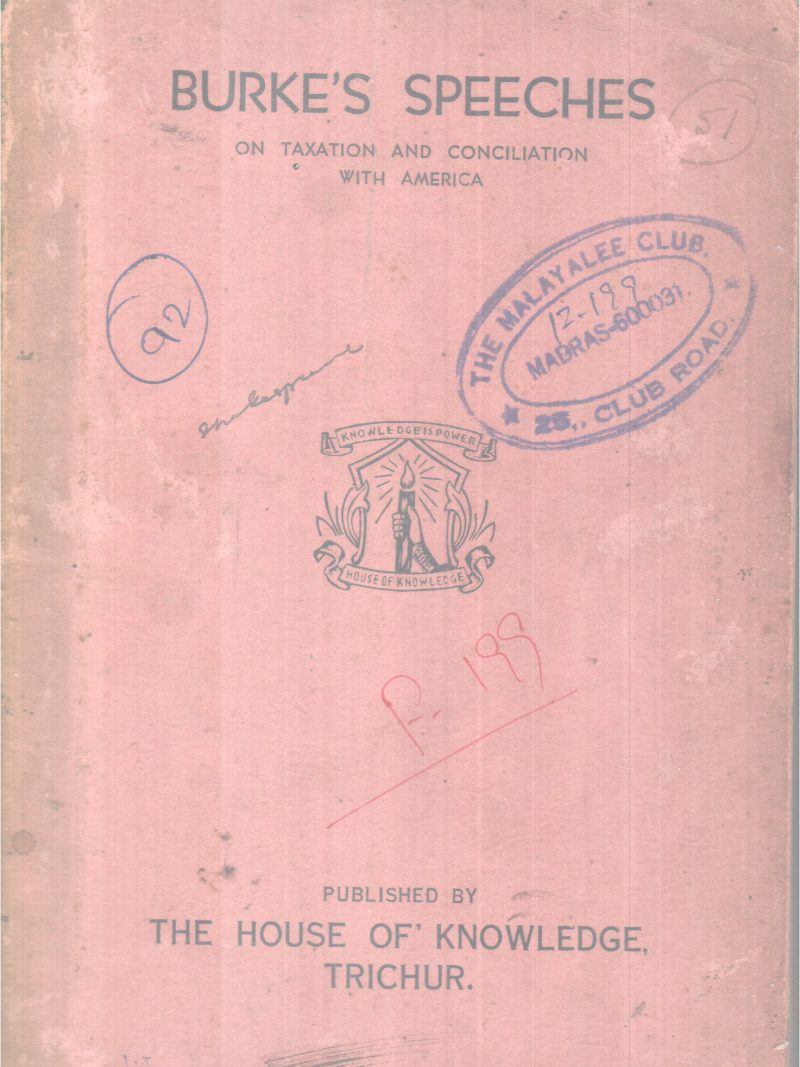 BURKE'S SPEECHES
51
ON TAXATION AND CONCILIATION
WITH AMERICA
THE MALAYALEE CLUB.
12-199
MADRAS-600031.
★ 25,, CLUB ROAD. ★
92
Shakespeare
KNOWLEDGE IS POWER
HOUSE OF KNOWLEDGE
F. 199
PUBLISHED BY
THE HOUSE OF KNOWLEDGE,
TRICHUR.